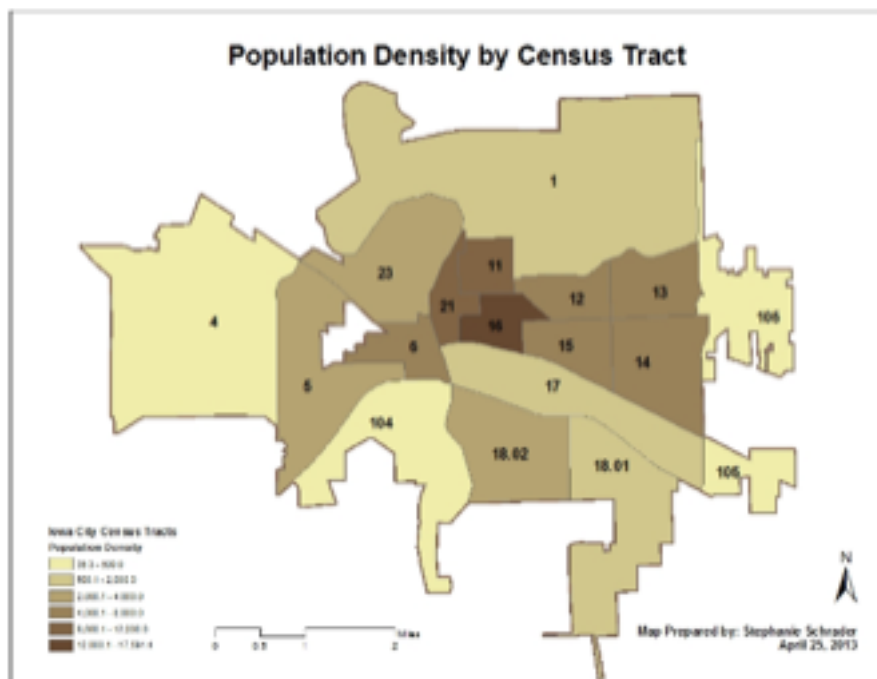 Population Density by Census Tract
1
4
23
11
12
13
21
16
6
15
14
105
5
17
104
18.02
18.01
105
Iowa City Census Tracts
Population Density
N
0 0.5 1 2
Miles
Map Prepared by: Stephanie Schrader
April 25, 2013